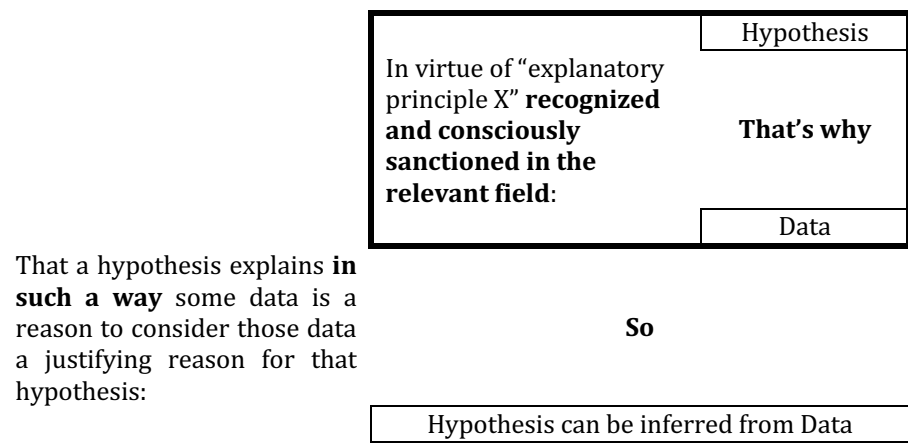 Hypothesis
In virtue of “explanatory
principle X” recognized
and consciously
sanctioned in the
relevant field:
That’s why
Data
That a hypothesis explains in
such a way some data is a
reason to consider those data
a justifying reason for that
hypothesis:
So
Hypothesis can be inferred from Data